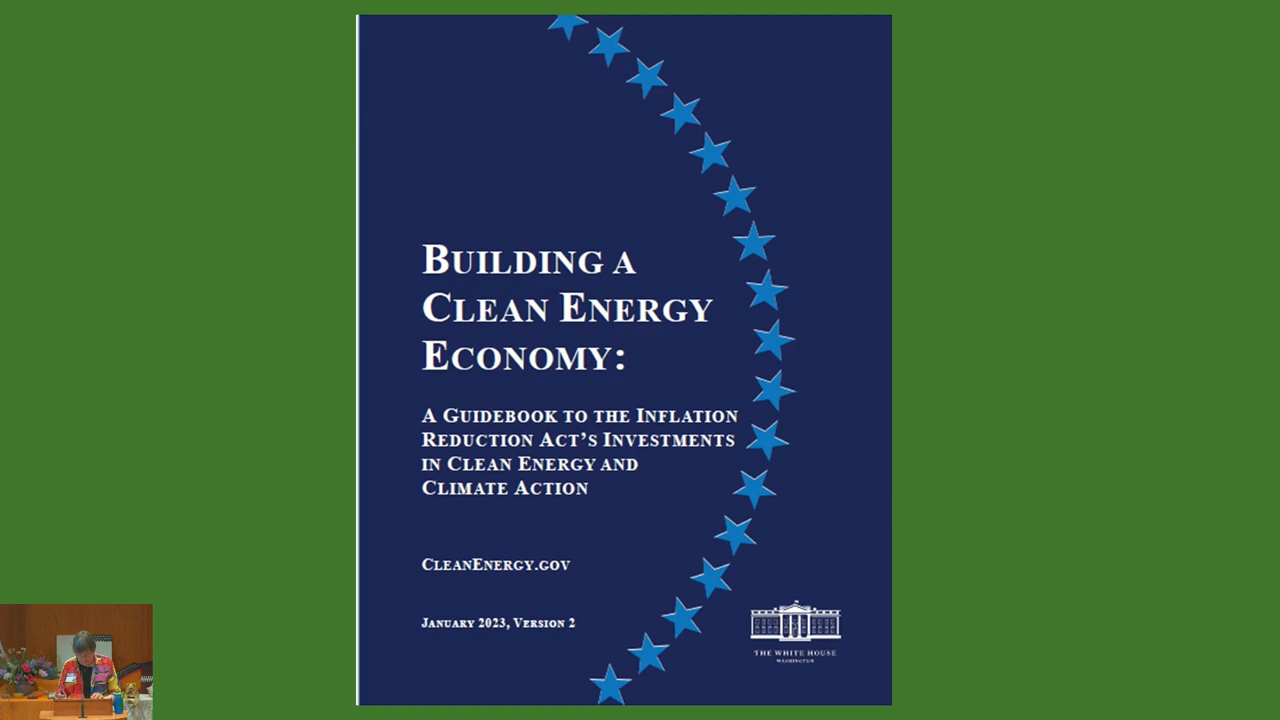 BUILDING A
CLEAN ENERGY
ECONOMY:
A GUIDEBOOK TO THE INFLATION
REDUCTION ACT’S INVESTMENTS
IN CLEAN ENERGY AND
CLIMATE ACTION
CLEANENERGY.GOV
JANUARY 2023, VERSION 2
THE WHITE HOUSE
WASHINGTON